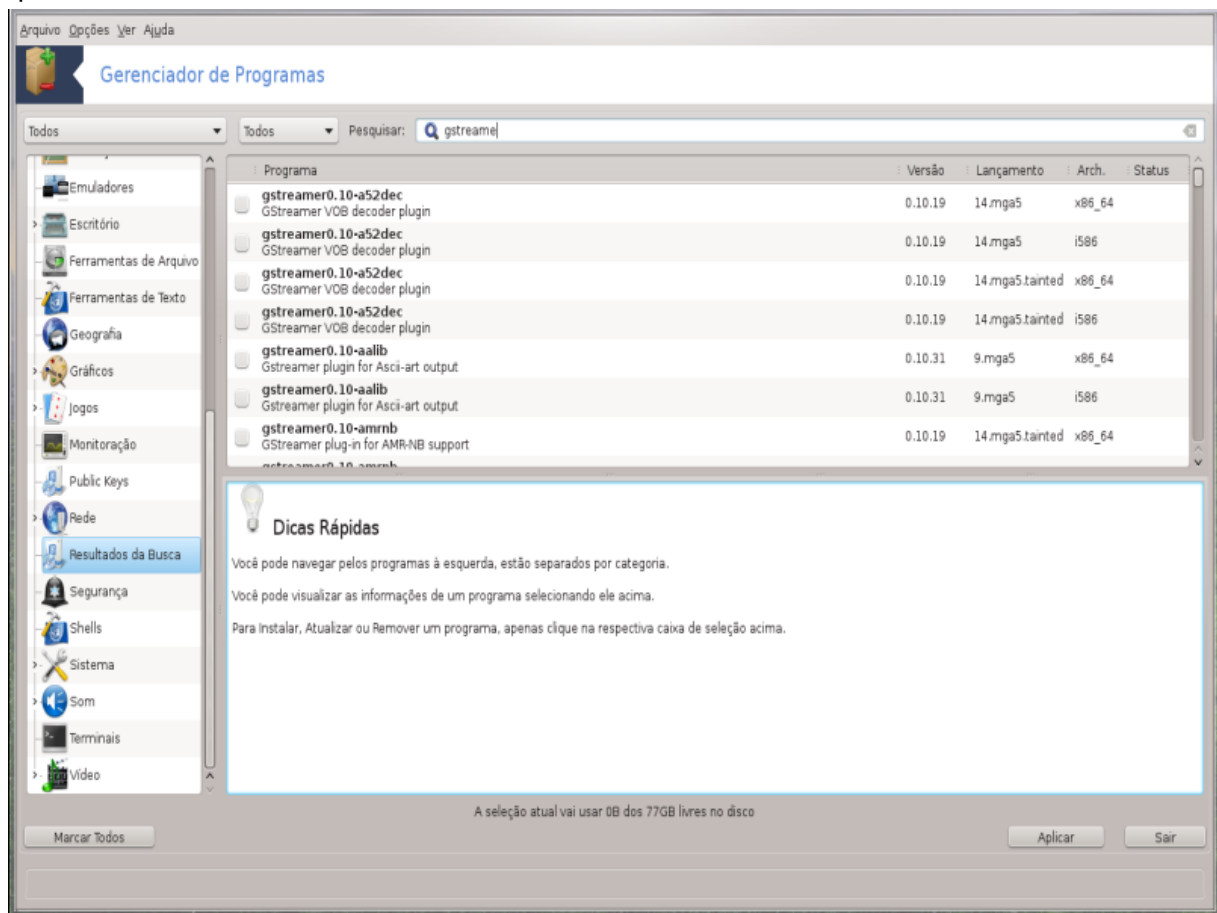 Arquivo Opções Ver Ajuda
Gerenciador de Programas
Todos Todos Pesquisar: gstreame
Emuladores
Escritório
Ferramentas de Arquivo
Ferramentas de Texto
Geografia
Gráficos
Jogos
Monitoração
Public Keys
Rede
Resultados da Busca
Segurança
Shells
Sistema
Som
Terminais
Vídeo
Programa Versão Lançamento Arch. Status
gstreamer0.10-a52dec
GStreamer VOB decoder plugin
0.10.19 14.mga5 x86_64
gstreamer0.10-a52dec
GStreamer VOB decoder plugin
0.10.19 14.mga5 i586
gstreamer0.10-a52dec
GStreamer VOB decoder plugin
0.10.19 14.mga5.tainted x86_64
gstreamer0.10-a52dec
GStreamer VOB decoder plugin
0.10.19 14.mga5.tainted i586
gstreamer0.10-aalib
Gstreamer plugin for Ascii-art output
0.10.31 9.mga5 x86_64
gstreamer0.10-aalib
Gstreamer plugin for Ascii-art output
0.10.31 9.mga5 i586
gstreamer0.10-amrnb
GStreamer plug-in for AMR-NB support
0.10.19 14.mga5.tainted x86_64
gstreamer0.10-amrnb
Dicas Rápidas
Você pode navegar pelos programas à esquerda, estão separados por categoria.
Você pode visualizar as informações de um programa selecionando ele acima.
Para Instalar, Atualizar ou Remover um programa, apenas clique na respectiva caixa de seleção acima.
A seleção atual vai usar 0B dos 77GB livres no disco
Marcar Todos Aplicar Sair